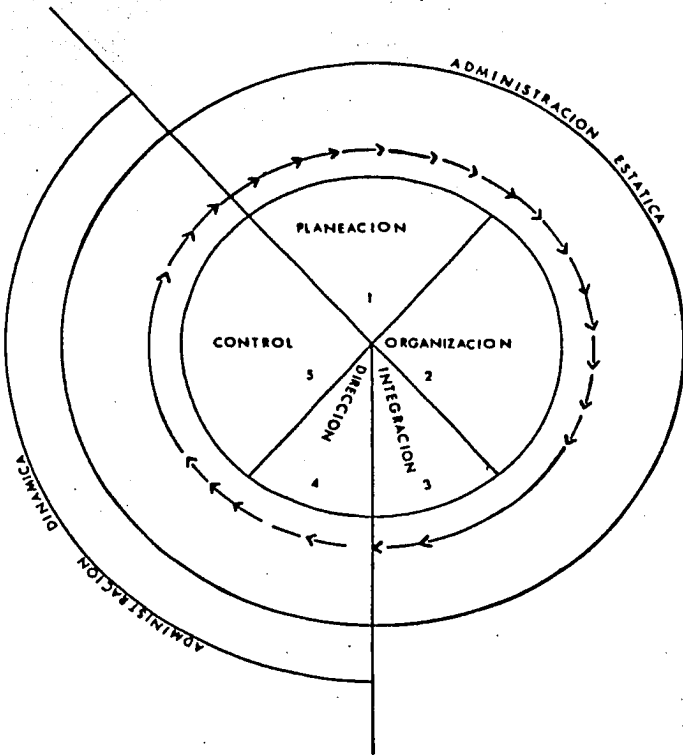 ADMINISTRACION ESTATICA
PLANEACION
1
CONTROL
ORGANIZACION
5
2
DIRECCION
INTEGRACION
4
3
ADMINISTRACION DINAMICA